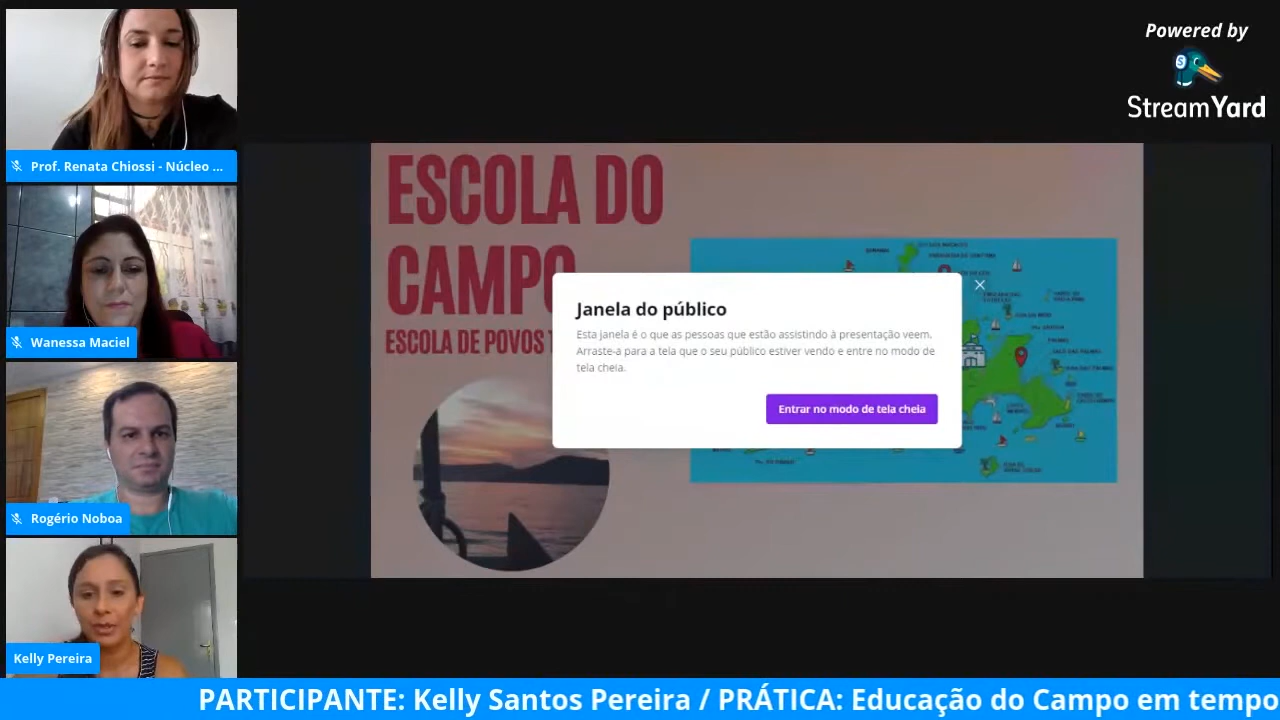 Powered by
StreamYard
Prof. Renata Chiossi - Núcleo ...
Wanessa Maciel
Rogério Noboa
Kelly Pereira
ESCOLA DO
CAMPO
ESCOLA DE POVOS T
Janela do público
Esta janela é o que as pessoas que estão assistindo à presentação veem.
Arraste-a para a tela que o seu público estiver vendo e entre no modo de
tela cheia.
Entrar no modo de tela cheia
PARTICIPANTE: Kelly Santos Pereira / PRÁTICA: Educação do Campo em tempo